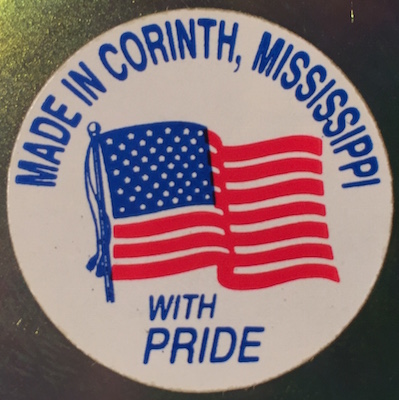 MADE IN CORINTH, MISSISSIPPI
WITH
PRIDE